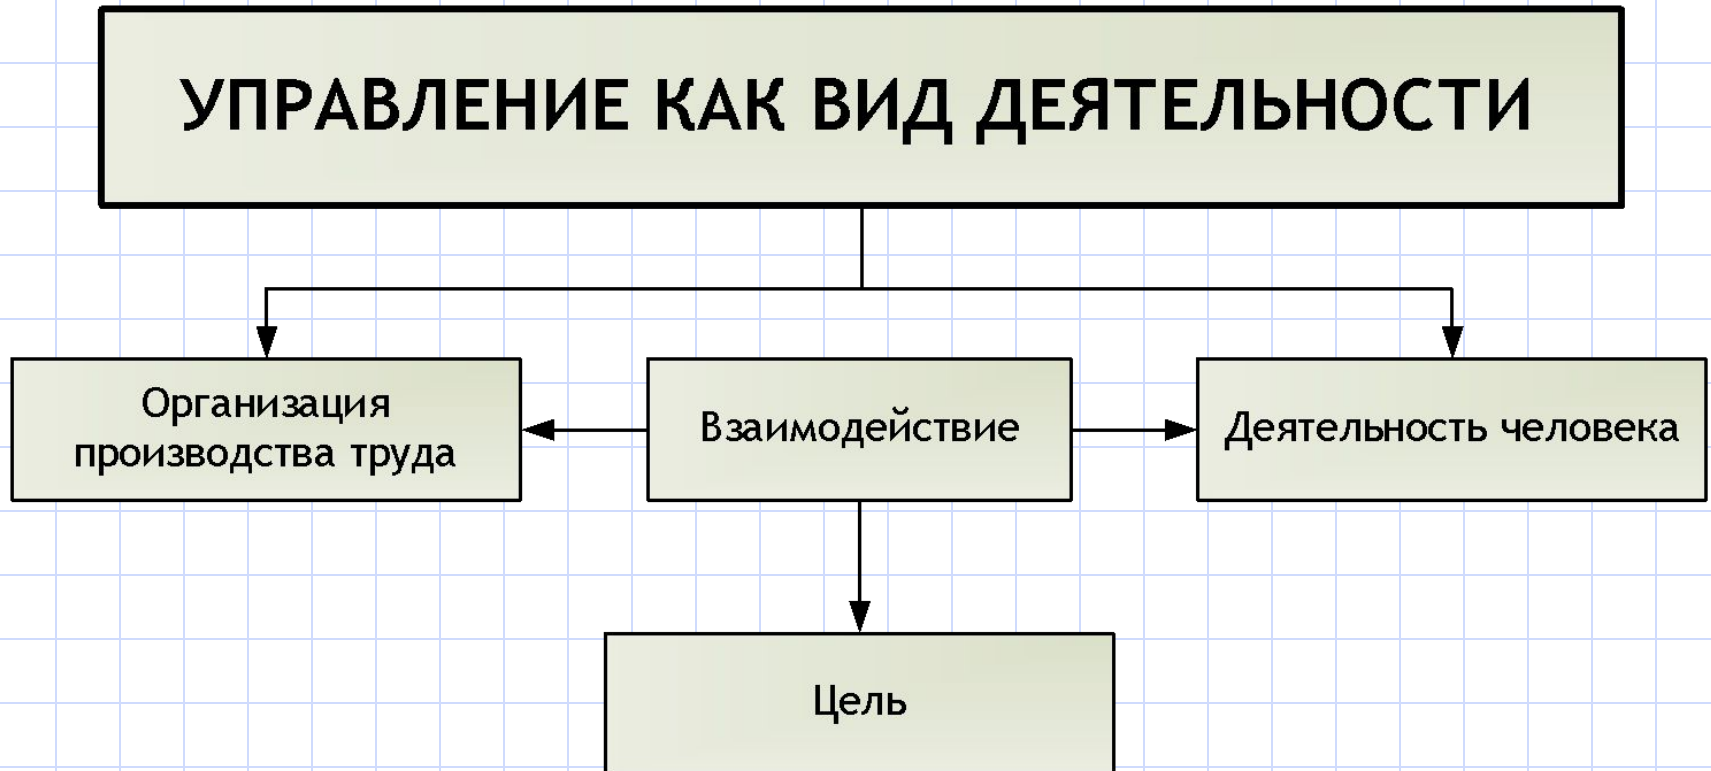 УПРАВЛЕНИЕ КАК ВИД ДЕЯТЕЛЬНОСТИ
Организация
производства труда
Взаимодействие
Деятельность человека
Цель